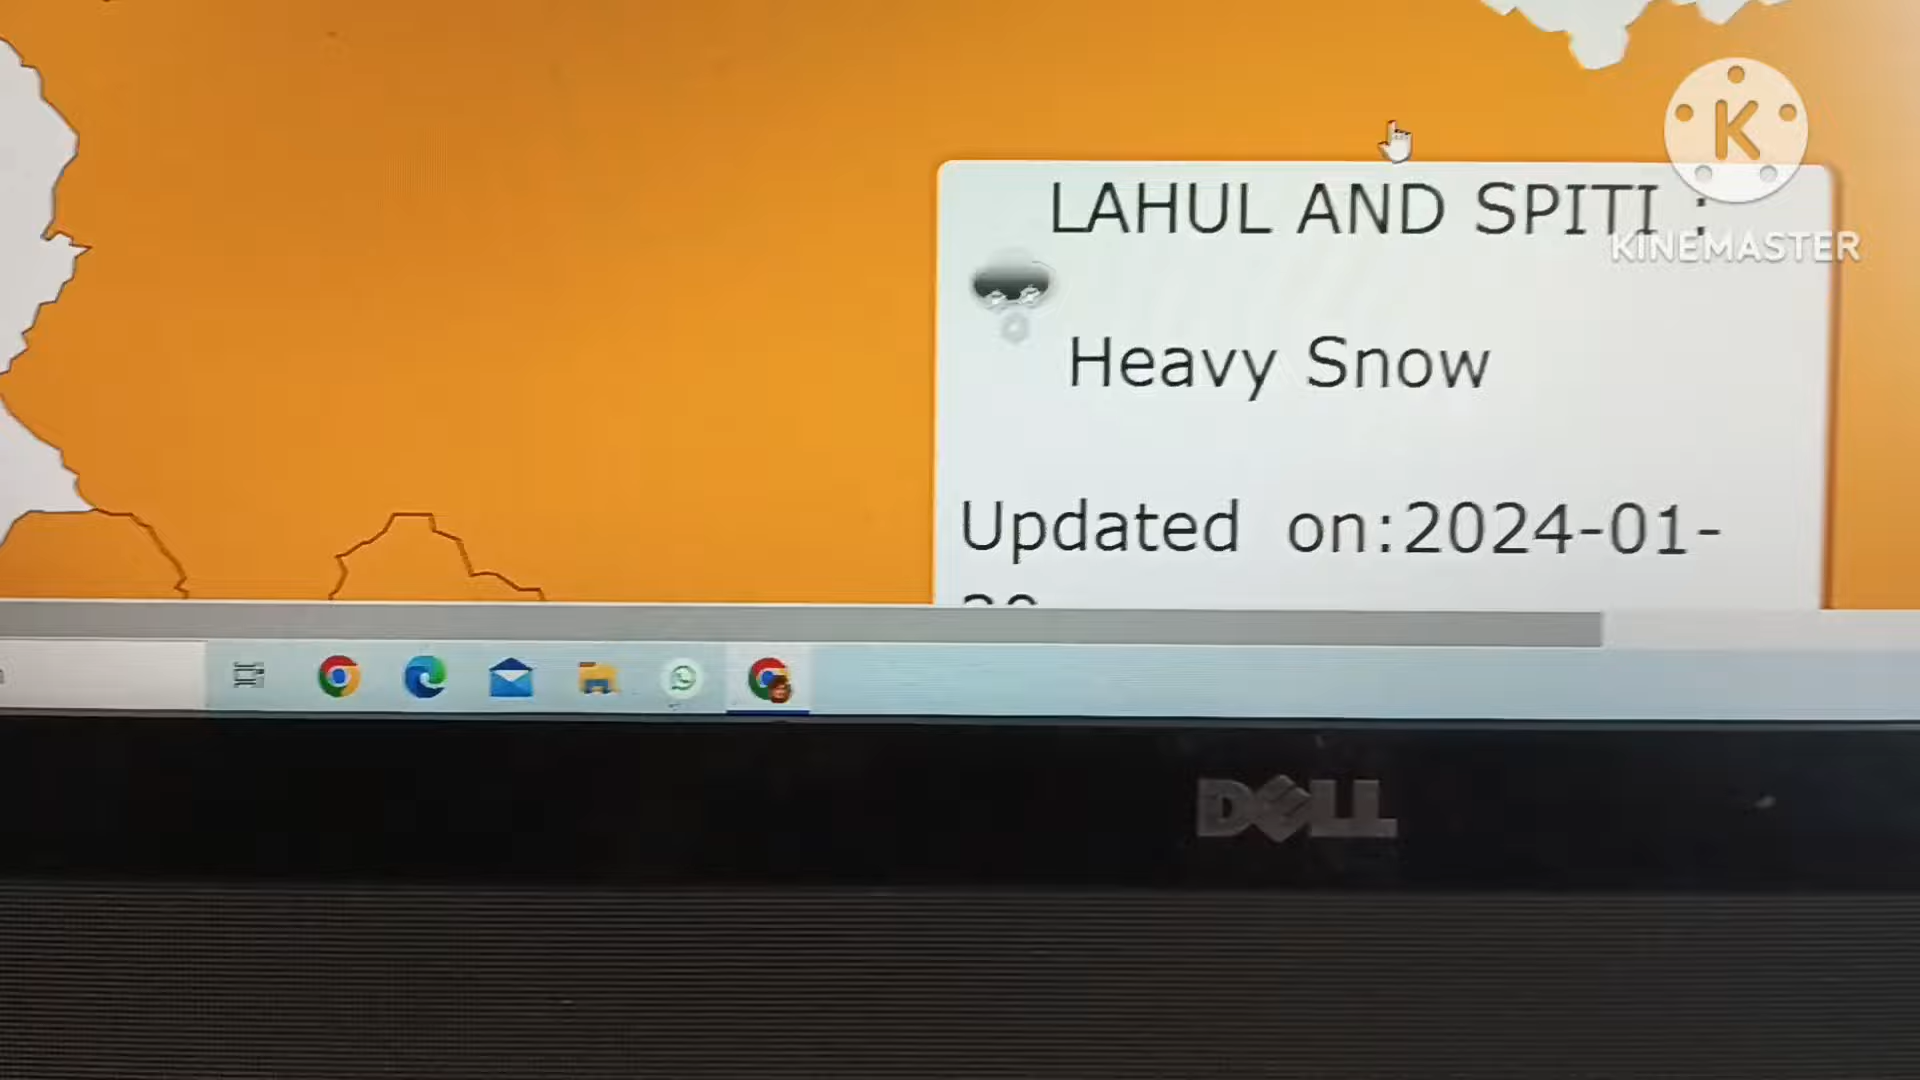 LAHUL AND SPITI :
KINEMASTER
Heavy Snow
Updated on:2024-01-
DELL